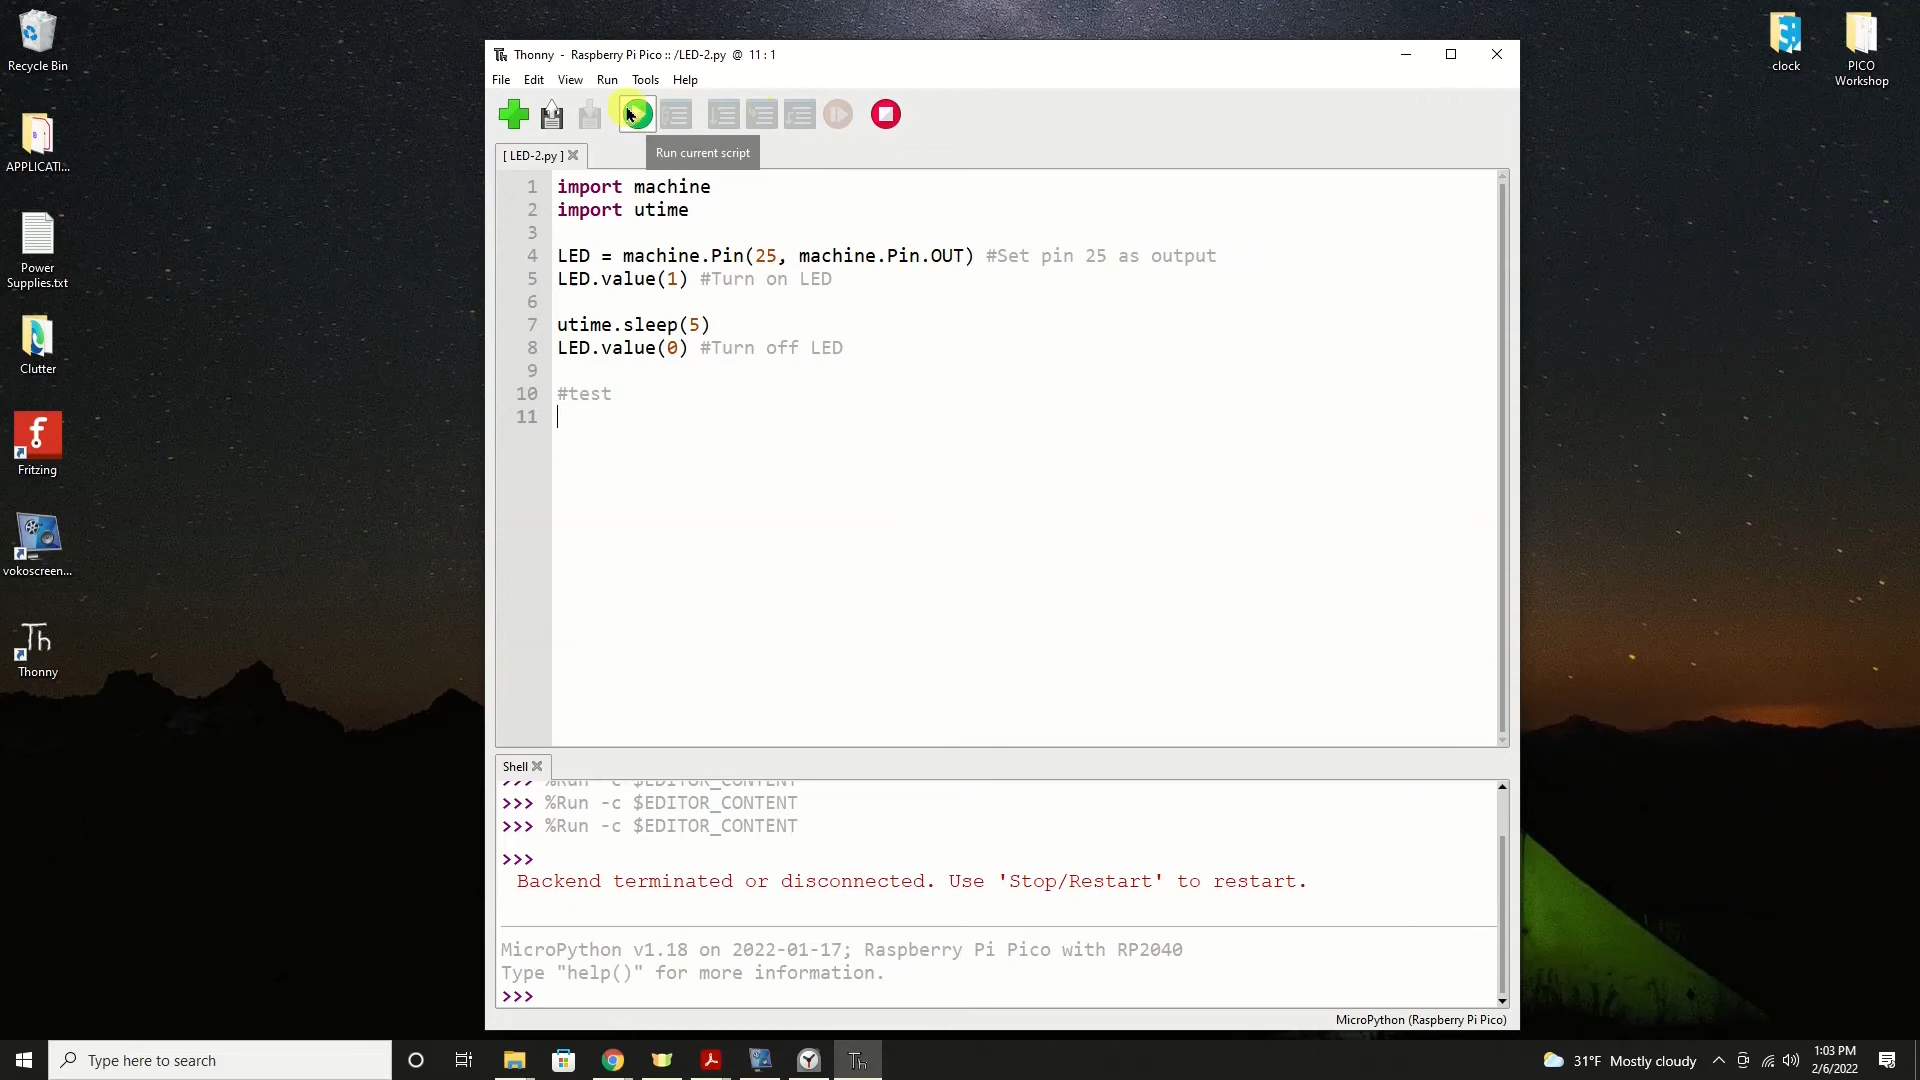 Recycle Bin
APPLICATI...
Power
Supplies.txt
Clutter
Fritzing
vokoscreen...
Thonny
clock
PICO
Workshop
Thonny - Raspberry Pi Pico :: /LED-2.py @ 11 : 1
File Edit View Run Tools Help
[ LED-2.py ]
Run current script
1 import machine
2 import utime
3
4 LED = machine.Pin(25, machine.Pin.OUT) #Set pin 25 as output
5 LED.value(1) #Turn on LED
6
7 utime.sleep(5)
8 LED.value(0) #Turn off LED
9
10 #test
11
Shell
>>> %Run -c $EDITOR_CONTENT
>>> %Run -c $EDITOR_CONTENT
>>> %Run -c $EDITOR_CONTENT
>>>
Backend terminated or disconnected. Use 'Stop/Restart' to restart.
MicroPython v1.18 on 2022-01-17; Raspberry Pi Pico with RP2040
Type "help()" for more information.
>>>
MicroPython (Raspberry Pi Pico)
Type here to search
Th
31°F Mostly cloudy
1:03 PM
2/6/2022